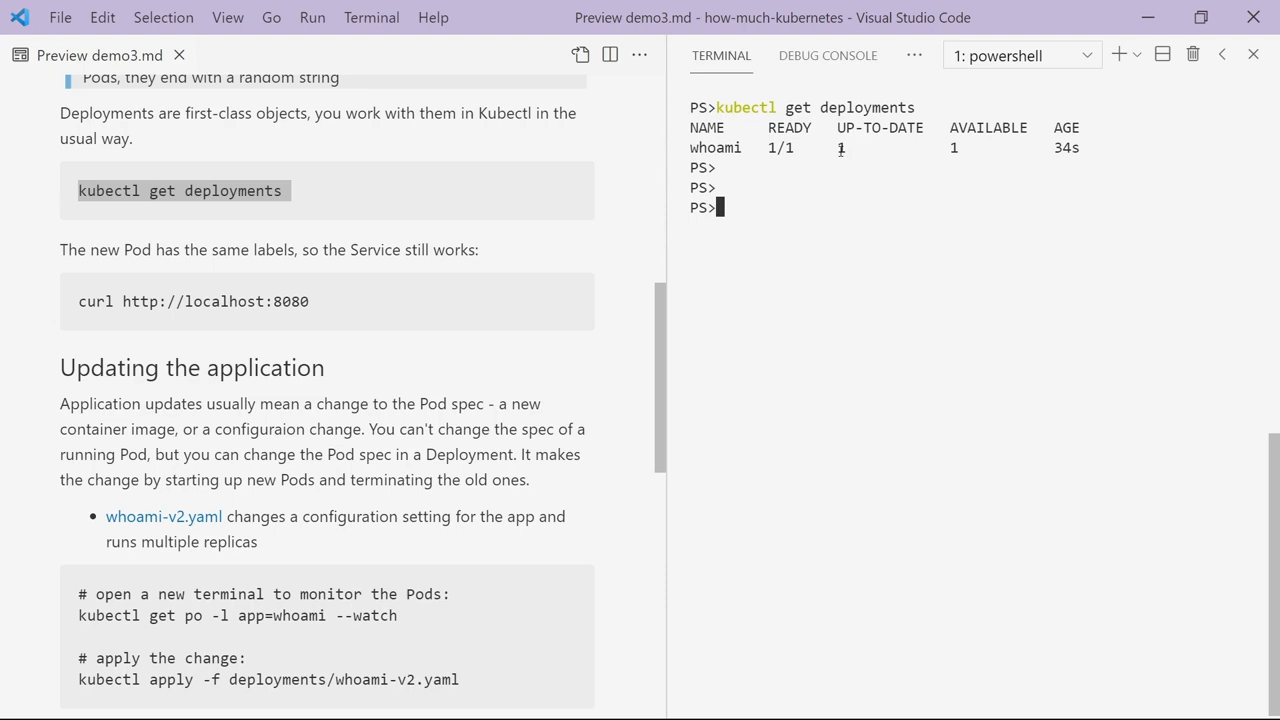 File Edit Selection View Go Run Terminal Help Preview demo3.md - how-much-kubernetes - Visual Studio Code
Preview demo3.md
Pods, they end with a random string
Deployments are first-class objects, you work with them in Kubectl in the
usual way.
kubectl get deployments
The new Pod has the same labels, so the Service still works:
curl http://localhost:8080
Updating the application
Application updates usually mean a change to the Pod spec - a new
container image, or a configuraion change. You can't change the spec of a
running Pod, but you can change the Pod spec in a Deployment. It makes
the change by starting up new Pods and terminating the old ones.
whoami-v2.yaml changes a configuration setting for the app and
runs multiple replicas
# open a new terminal to monitor the Pods:
kubectl get po -l app=whoami --watch
# apply the change:
kubectl apply -f deployments/whoami-v2.yaml
TERMINAL DEBUG CONSOLE 1: powershell
PS>kubectl get deployments
NAME READY UP-TO-DATE AVAILABLE AGE
whoami 1/1 1 1 34s
PS>
PS>
PS>